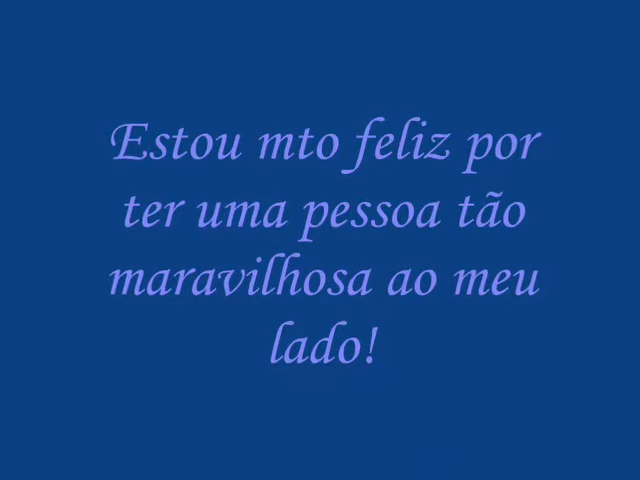 Estou mto feliz por
ter uma pessoa tão
maravilhosa ao meu
lado!